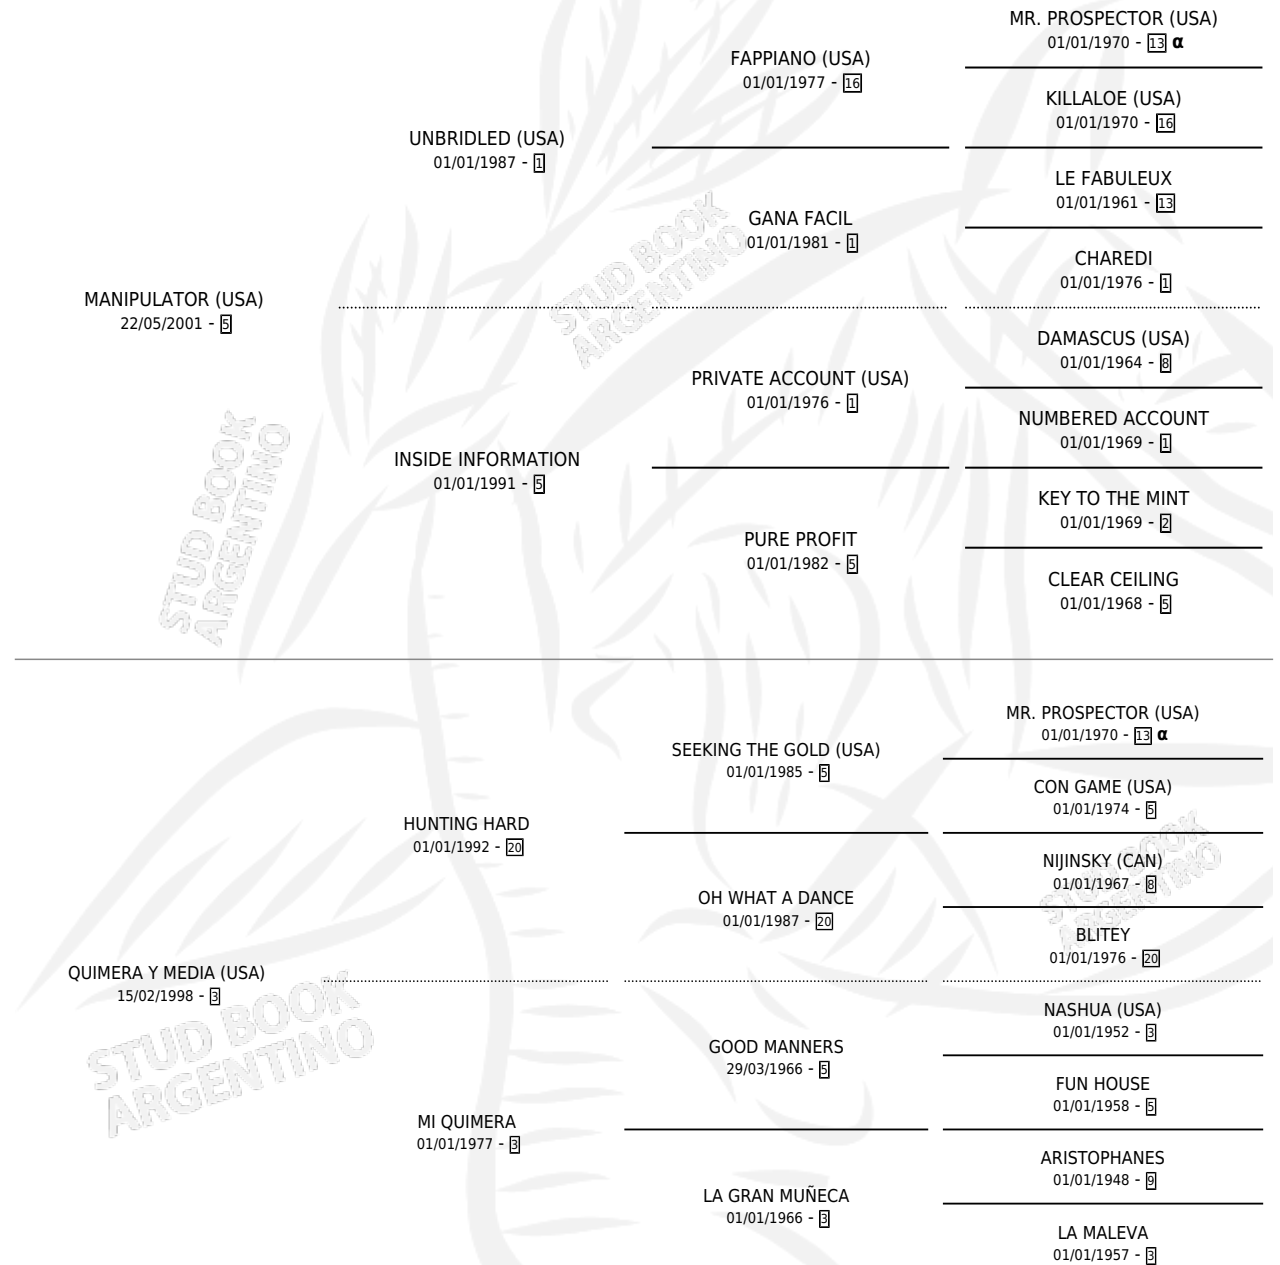 MR. PROSPECTOR (USA)
01/01/1970 - 13 α
FAPPIANO (USA)
01/01/1977 - 16
KILLALOE (USA)
01/01/1970 - 16
UNBRIDLED (USA)
01/01/1987 - 1
LE FABULEUX
01/01/1961 - 13
GANA FACIL
01/01/1981 - 1
CHAREDI
01/01/1976 - 1
MANIPULATOR (USA)
22/05/2001 - 5
DAMASCUS (USA)
01/01/1964 - 8
PRIVATE ACCOUNT (USA)
01/01/1976 - 1
NUMBERED ACCOUNT
01/01/1969 - 1
INSIDE INFORMATION
01/01/1991 - 5
KEY TO THE MINT
01/01/1969 - 2
PURE PROFIT
01/01/1982 - 5
CLEAR CEILING
01/01/1968 - 5
MR. PROSPECTOR (USA)
01/01/1970 - 13 α
SEEKING THE GOLD (USA)
01/01/1985 - 5
CON GAME (USA)
01/01/1974 - 5
HUNTING HARD
01/01/1992 - 20
NIJINSKY (CAN)
01/01/1967 - 8
OH WHAT A DANCE
01/01/1987 - 20
BLITEY
01/01/1976 - 20
QUIMERA Y MEDIA (USA)
15/02/1998 - 3
NASHUA (USA)
01/01/1952 - 3
GOOD MANNERS
29/03/1966 - 5
FUN HOUSE
01/01/1958 - 5
MI QUIMERA
01/01/1977 - 3
ARISTOPHANES
01/01/1948 - 9
LA GRAN MUÑECA
01/01/1966 - 3
LA MALEVA
01/01/1957 - 3
STUD BOOK
ARGENTINO
STUD BOOK
ARGENTINO
STUD BOOK
ARGENTINO
STUD BOOK
ARGENTINO